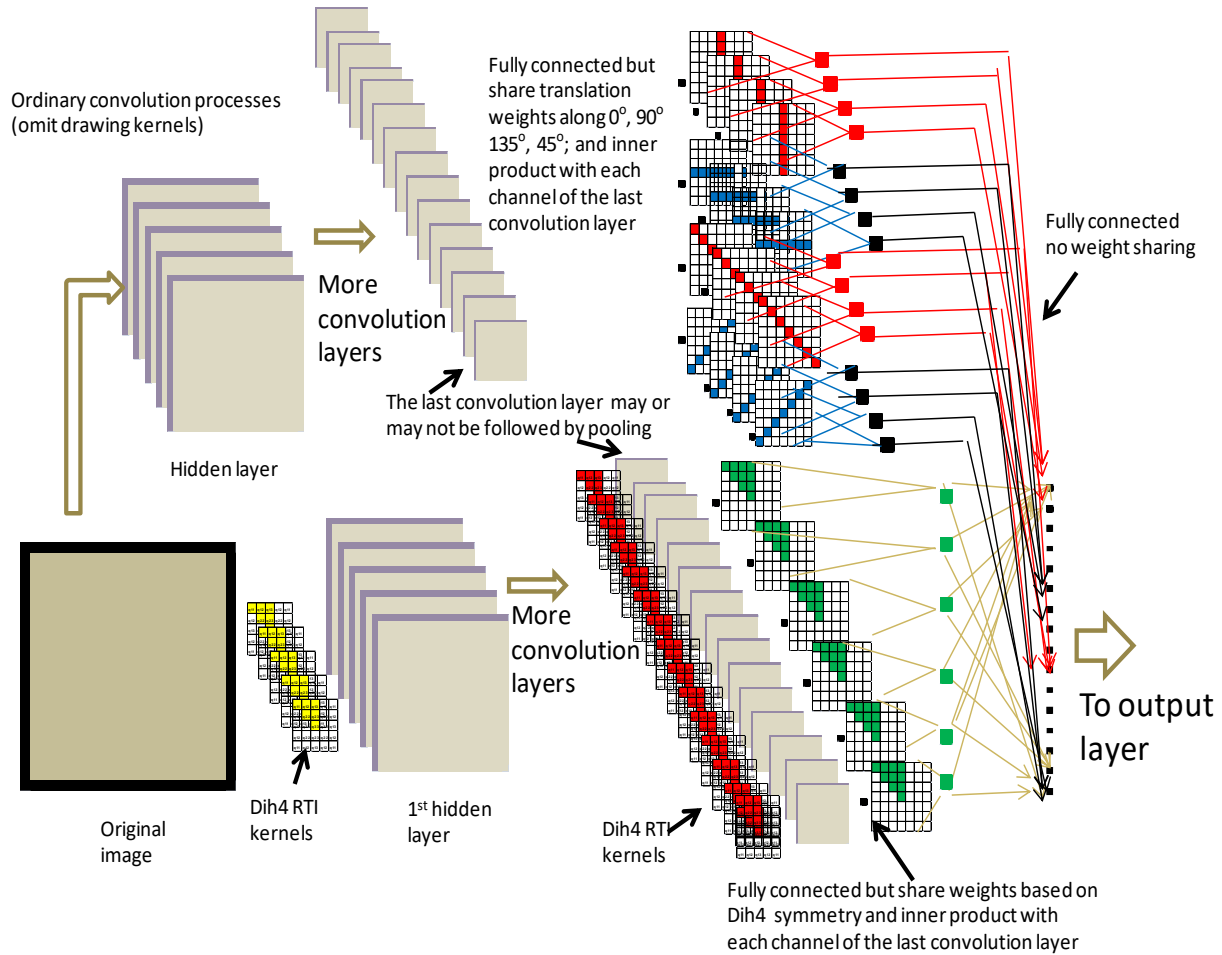 Ordinary convolution processes
(omit drawing kernels)
Fully connected but
share translation
weights along 0°, 90°
135°, 45°; and inner
product with each
channel of the last
convolution layer
More
convolution
layers
Fully connected
no weight sharing
The last convolution layer may or
may not be followed by pooling
Hidden layer
More
convolution
layers
To output
layer
Original
image
Dih4 RTI
kernels
1st hidden
layer
Dih4 RTI
kernels
Fully connected but share weights based on
Dih4 symmetry and inner product with
each channel of the last convolution layer